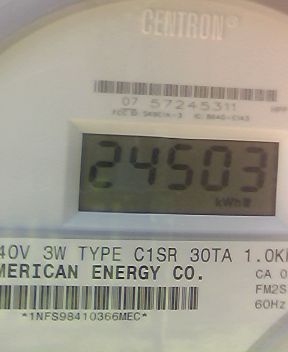 CENTRON®
07 57245311
24503
kWh
40V 3W TYPE C1SR 30TA 1.0K
MERICAN ENERGY CO.
CA 0
FM2S
60Hz
*1NFS98410366MEC*